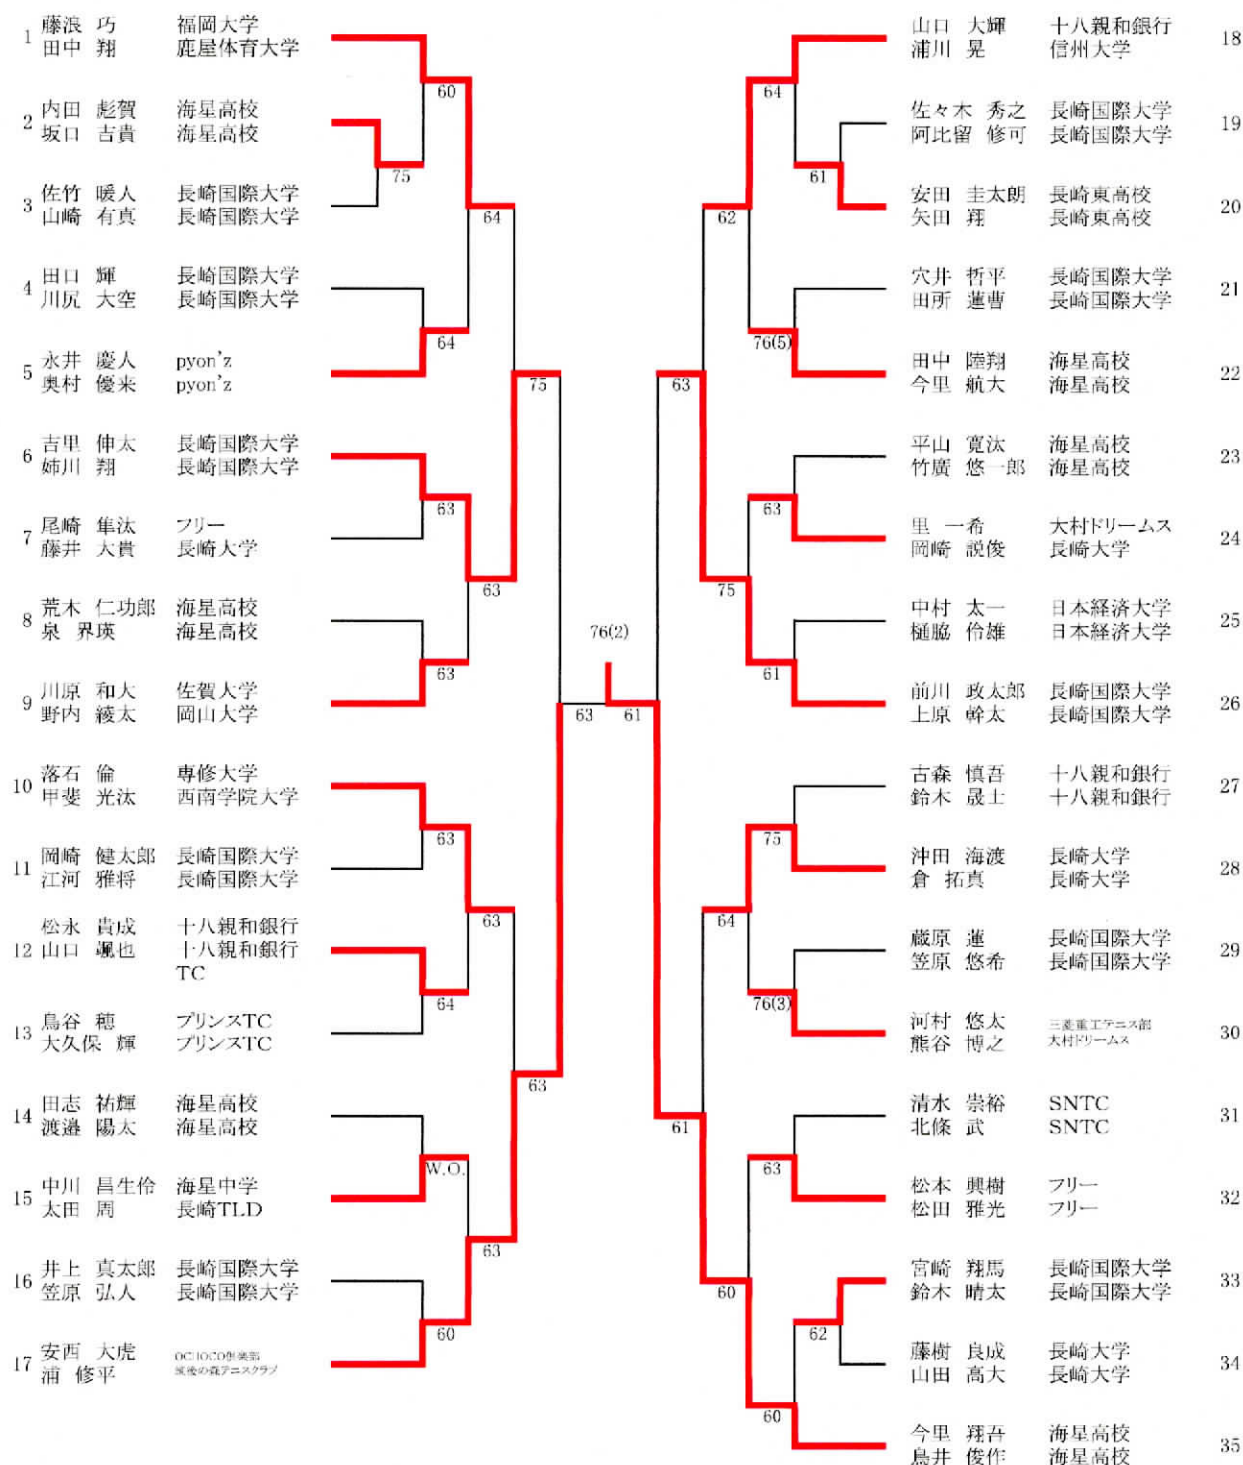 1 藤浪 巧 福岡大学
田中 翔 鹿屋体育大学
2 内田 彪賀 海星高校
坂口 吉貴 海星高校
3 佐竹 暖人 長崎国際大学
山崎 有真 長崎国際大学
4 田口 輝 長崎国際大学
川尻 大空 長崎国際大学
5 永井 慶人 pyon'z
奥村 優来 pyon'z
6 吉里 伸太 長崎国際大学
姉川 翔 長崎国際大学
7 尾崎 隼汰 フリー
藤井 大貴 長崎大学
8 荒木 仁功郎 海星高校
泉 界瑛 海星高校
9 川原 和大 佐賀大学
野内 綾太 岡山大学
10 落石 倫 専修大学
甲斐 光汰 西南学院大学
11 岡崎 健太郎 長崎国際大学
江河 雅将 長崎国際大学
12 松永 貴成 十八親和銀行
山口 颯也 十八親和銀行
TC
13 鳥谷 穂 プリンスTC
大久保 輝 プリンスTC
14 田志 祐輝 海星高校
渡邉 陽太 海星高校
15 中川 昌生伶 海星中学
太田 周 長崎TLD
16 井上 真太郎 長崎国際大学
笠原 弘人 長崎国際大学
17 安西 大虎 OCHOCO倶楽部
浦 修平 筑後の森テニスクラブ
60
75
64
64
75
63
63
63
63
63
64
63
W.O.
63
60
63
76(2)
61
山口 大輝 十八親和銀行 18
浦川 晃 信州大学
佐々木 秀之 長崎国際大学 19
阿比留 修可 長崎国際大学
安田 圭太朗 長崎東高校 20
矢田 翔 長崎東高校
穴井 哲平 長崎国際大学 21
田所 蓮曹 長崎国際大学
田中 陸翔 海星高校 22
今里 航大 海星高校
平山 寛汰 海星高校 23
竹廣 悠一郎 海星高校
里 一希 大村ドリームス 24
岡崎 説俊 長崎大学
中村 太一 日本経済大学 25
樋脇 伶雄 日本経済大学
前川 政太郎 長崎国際大学 26
上原 幹太 長崎国際大学
古森 慎吾 十八親和銀行 27
鈴木 晟士 十八親和銀行
沖田 海渡 長崎大学 28
倉 拓真 長崎大学
蔵原 蓮 長崎国際大学 29
笠原 悠希 長崎国際大学
河村 悠太 三菱重工テニス部 30
熊谷 博之 大村ドリームス
清水 崇裕 SNTC 31
北條 武 SNTC
松本 興樹 フリー 32
松田 雅光 フリー
宮崎 翔馬 長崎国際大学 33
鈴木 晴太 長崎国際大学
藤樹 良成 長崎大学 34
山田 高大 長崎大学
今里 翔吾 海星高校 35
鳥井 俊作 海星高校
64
61
62
76(5)
63
63
75
61
75
64
76(3)
61
63
60
62
60